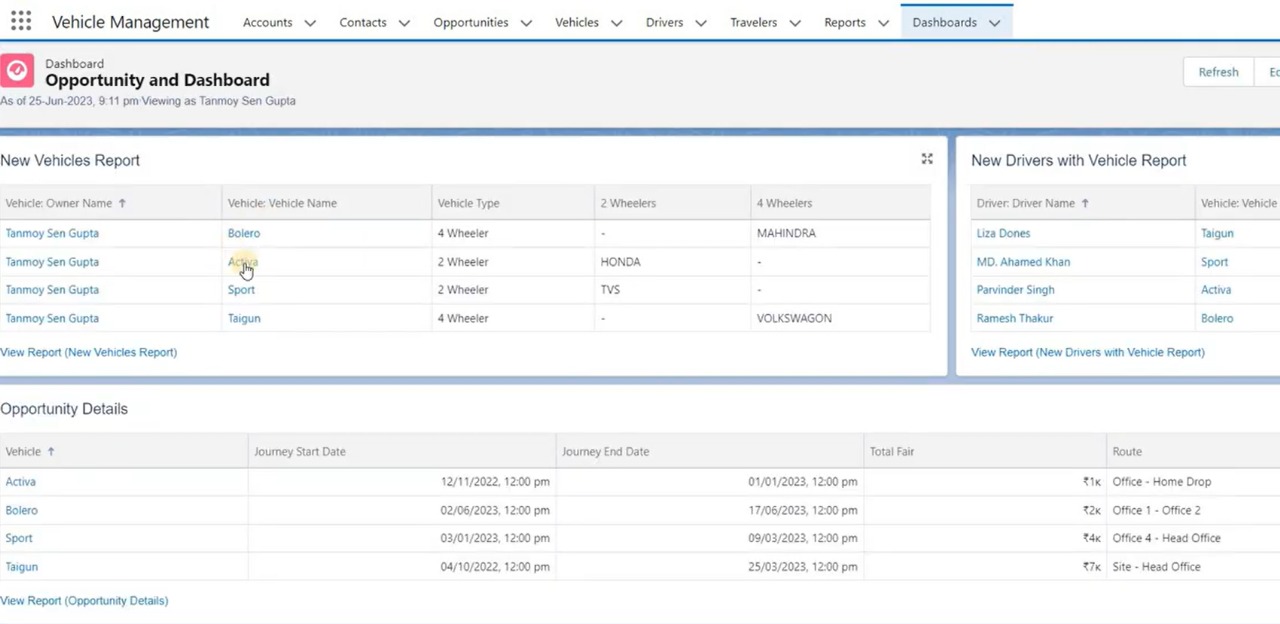 Vehicle Management Accounts Contacts Opportunities Vehicles Drivers Travelers Reports Dashboards
Dashboard
Opportunity and Dashboard
As of 25-Jun-2023, 9:11 pm·Viewing as Tanmoy Sen Gupta
Refresh
New Vehicles Report
Vehicle: Owner Name ↑ Vehicle: Vehicle Name Vehicle Type 2 Wheelers 4 Wheelers
Tanmoy Sen Gupta Bolero 4 Wheeler - MAHINDRA
Tanmoy Sen Gupta Activa 2 Wheeler HONDA -
Tanmoy Sen Gupta Sport 2 Wheeler TVS -
Tanmoy Sen Gupta Taigun 4 Wheeler - VOLKSWAGON
View Report (New Vehicles Report)
New Drivers with Vehicle Report
Driver: Driver Name ↑ Vehicle: Vehicle
Liza Dones Taigun
MD. Ahamed Khan Sport
Parvinder Singh Activa
Ramesh Thakur Bolero
View Report (New Drivers with Vehicle Report)
Opportunity Details
Vehicle ↑ Journey Start Date Journey End Date Total Fair Route
Activa 12/11/2022, 12:00 pm 01/01/2023, 12:00 pm ₹1K Office - Home Drop
Bolero 02/06/2023, 12:00 pm 17/06/2023, 12:00 pm ₹2K Office 1 - Office 2
Sport 03/01/2023, 12:00 pm 09/03/2023, 12:00 pm ₹4K Office 4 - Head Office
Taigun 04/10/2022, 12:00 pm 25/03/2023, 12:00 pm ₹7K Site - Head Office
View Report (Opportunity Details)